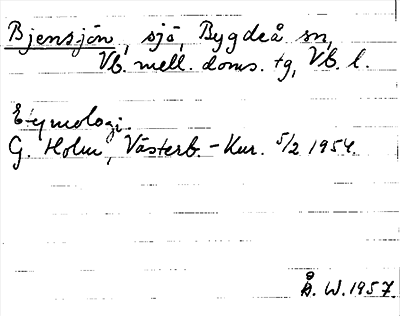 Bjensjön, sjö, Bygdeå sn,
Vb. mell. doms. tg, Vb. l.
Etymologi.
G. Holm, Västerb.-Kur. 5/2 1954.
Å. W. 1957.